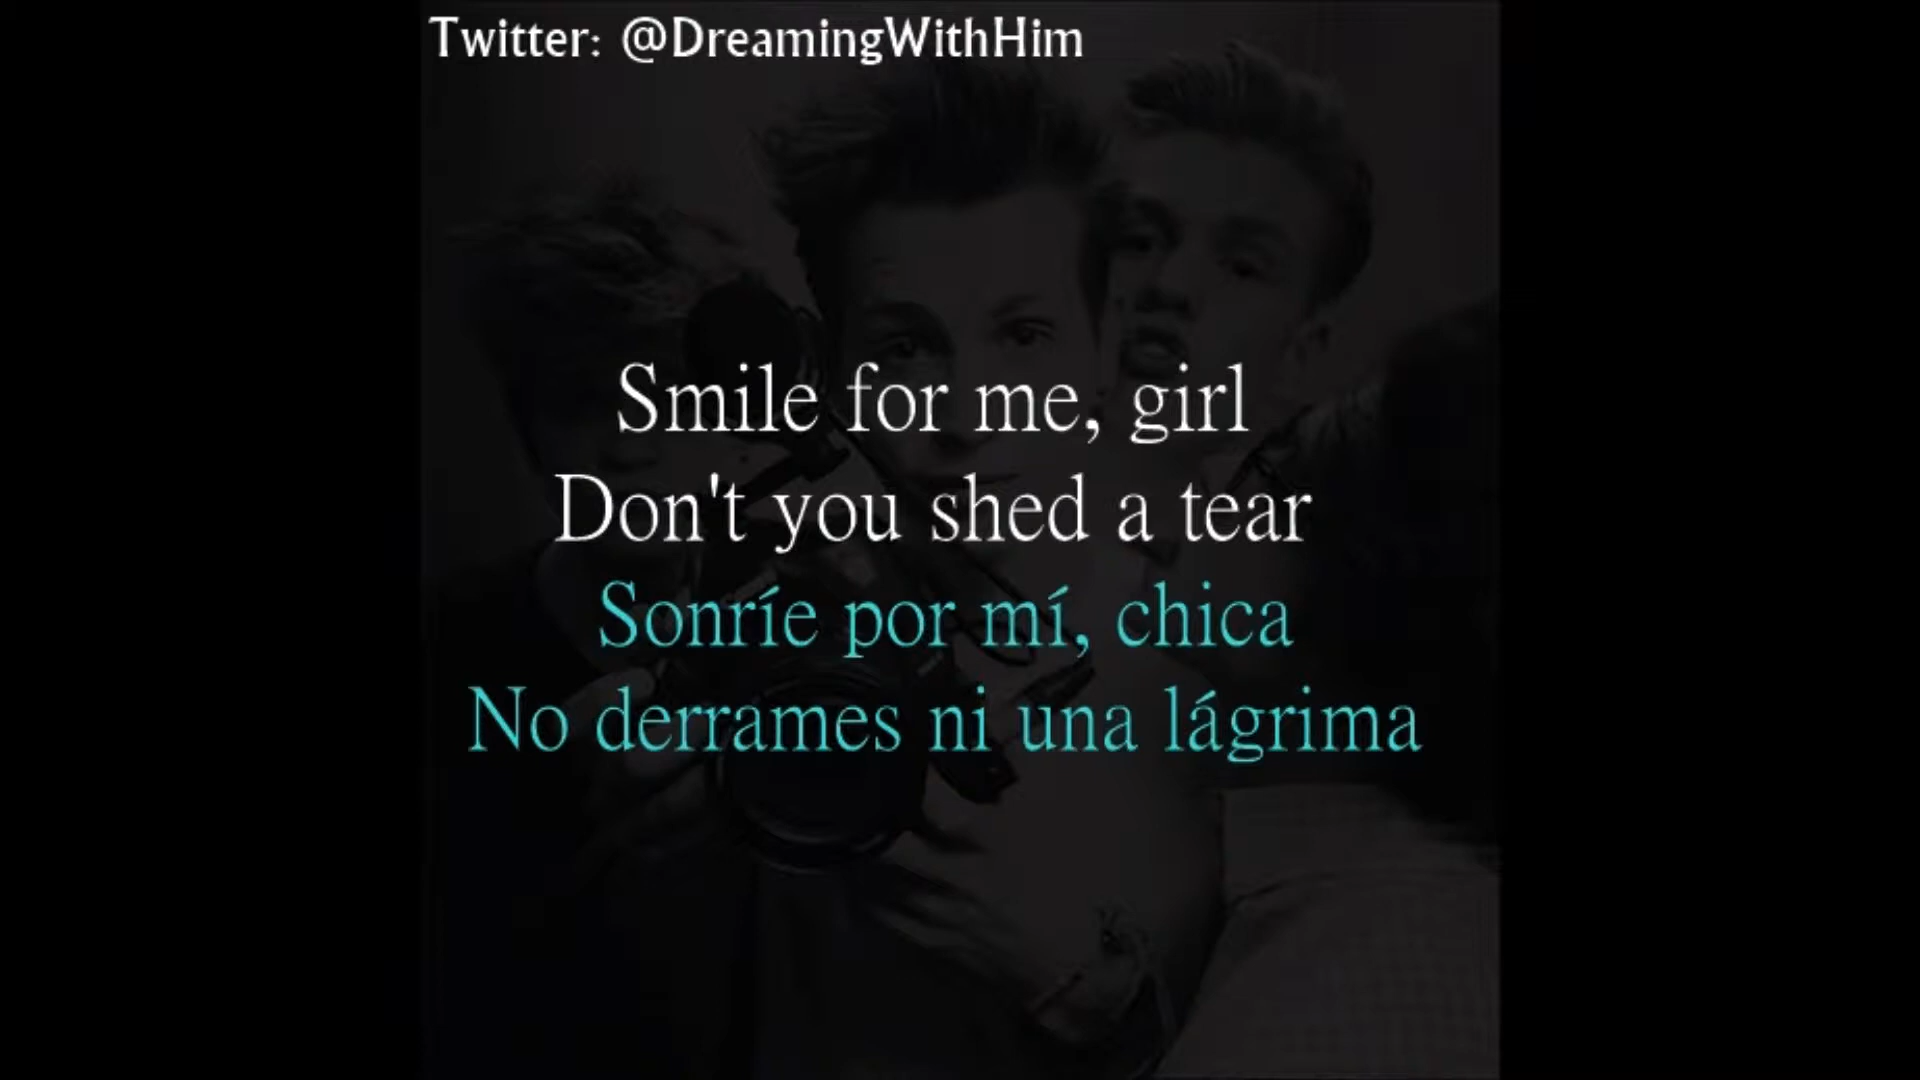 Twitter: @DreamingWithHim
Smile for me, girl
Don't you shed a tear
Sonríe por mí, chica
No derrames ni una lágrima